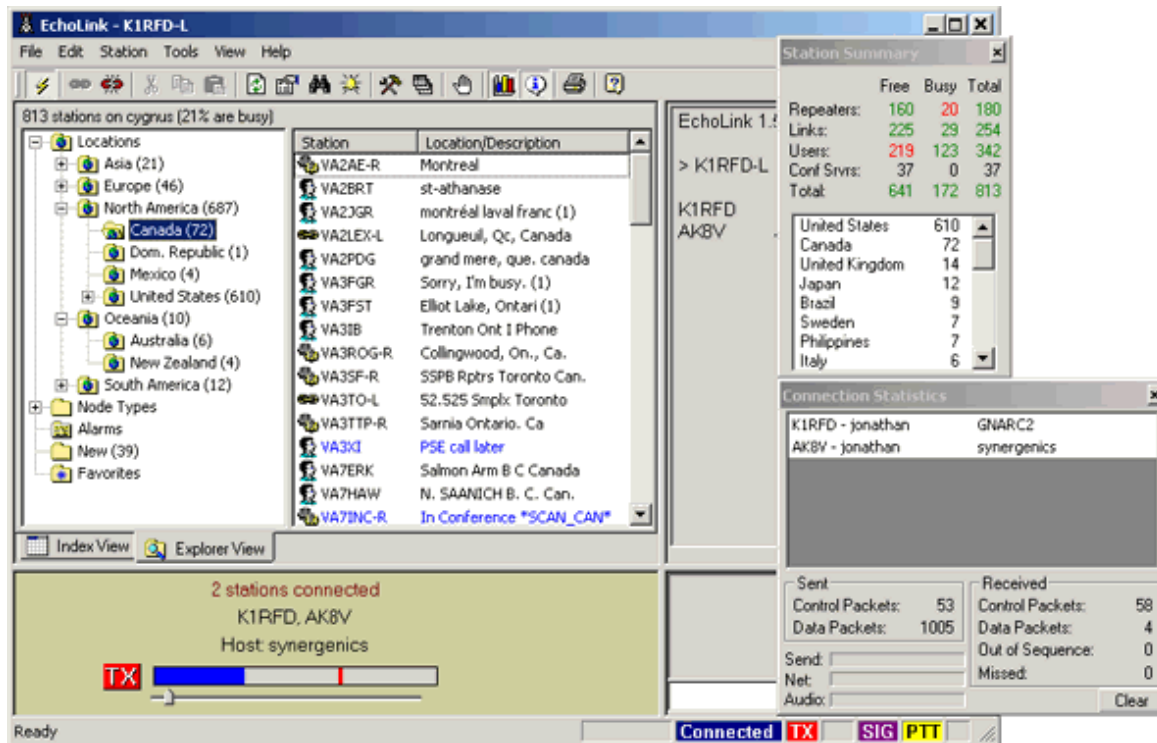 EchoLink - K1RFD-L
File Edit Station Tools View Help
813 stations on cygnus (21% are busy)
Locations
Asia (21)
Europe (46)
North America (687)
Canada (72)
Dom. Republic (1)
Mexico (4)
United States (610)
Oceania (10)
Australia (6)
New Zealand (4)
South America (12)
Node Types
Alarms
New (39)
Favorites
Station Location/Description
VA2AE-R Montreal
VA2BRT st-athanase
VA2JGR montréal laval franc (1)
VA2LEX-L Longueuil, Qc, Canada
VA2PDG grand mere, que. canada
VA3FGR Sorry, I'm busy. (1)
VA3FST Elliot Lake, Ontari (1)
VA3IB Trenton Ont I Phone
VA3ROG-R Collingwood, On., Ca.
VA3SF-R SSPB Rptrs Toronto Can.
VA3TO-L 52.525 Smplx Toronto
VA3TTP-R Sarnia Ontario. Ca
VA3XI PSE call later
VA7ERK Salmon Arm B C Canada
VA7HAW N. SAANICH B. C. Can.
VA7INC-R In Conference *SCAN_CAN*
Index View Explorer View
EchoLink 1.5
> K1RFD-L
K1RFD
AK8V
Station Summary
Free Busy Total
Repeaters: 160 20 180
Links: 225 29 254
Users: 219 123 342
Conf Srvrs: 37 0 37
Total: 641 172 813
United States 610
Canada 72
United Kingdom 14
Japan 12
Brazil 9
Sweden 7
Philippines 7
Italy 6
Connection Statistics
K1RFD - jonathan GNARC2
AK8V - jonathan synergenics
Sent
Control Packets: 53
Data Packets: 1005
Received
Control Packets: 58
Data Packets: 4
Out of Sequence: 0
Missed: 0
Send:
Net:
Audio:
Clear
2 stations connected
K1RFD, AK8V
Host: synergenics
TX
Ready
Connected TX SIG PTT